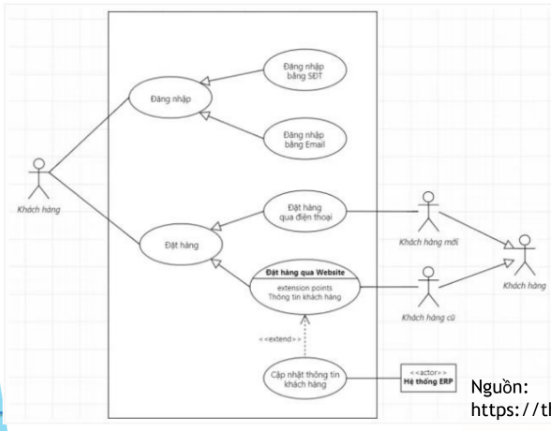 Đăng nhập
bằng SĐT
Đăng nhập
Đăng nhập
bằng Email
Khách hàng
Đặt hàng
qua điện thoại
Khách hàng mới
Đặt hàng
Đặt hàng qua Website
extension points
Thông tin khách hàng
Khách hàng
Khách hàng cũ
<<extend>>
Cập nhật thông tin
khách hàng
<<actor>>
Hệ thống ERP
Nguồn:
https://th